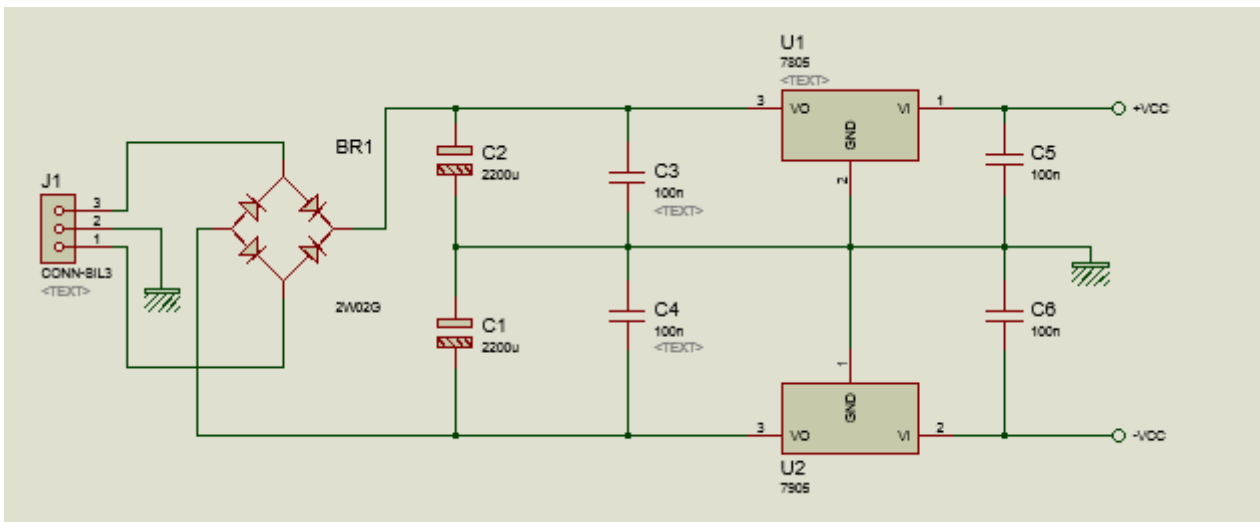 U1
7805
<TEXT>
3
VO
VI
1
+VCC
GND
2
BR1
C2
2200u
C3
100n
<TEXT>
C5
100n
J1
3
2
1
CONN-SIL3
<TEXT>
2W02G
C1
2200u
C4
100n
<TEXT>
C6
100n
1
GND
3
VO
VI
2
-VCC
U2
7905